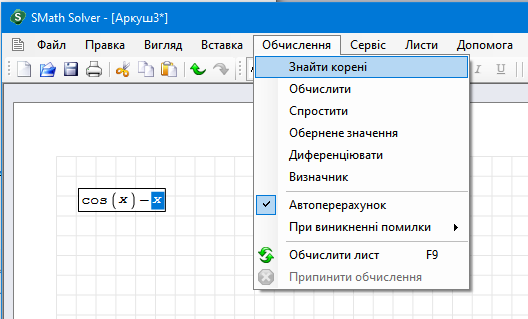 SMath Solver - [Аркуш3*]
Файл Правка Вигляд Вставка Обчислення Сервіс Листи Допомога
I U
Знайти корені
Обчислити
Спростити
Обернене значення
Диференціювати
Визначник
cos(x)−x
Автоперерахунок
При виникненні помилки
Обчислити лист F9
Припинити обчислення